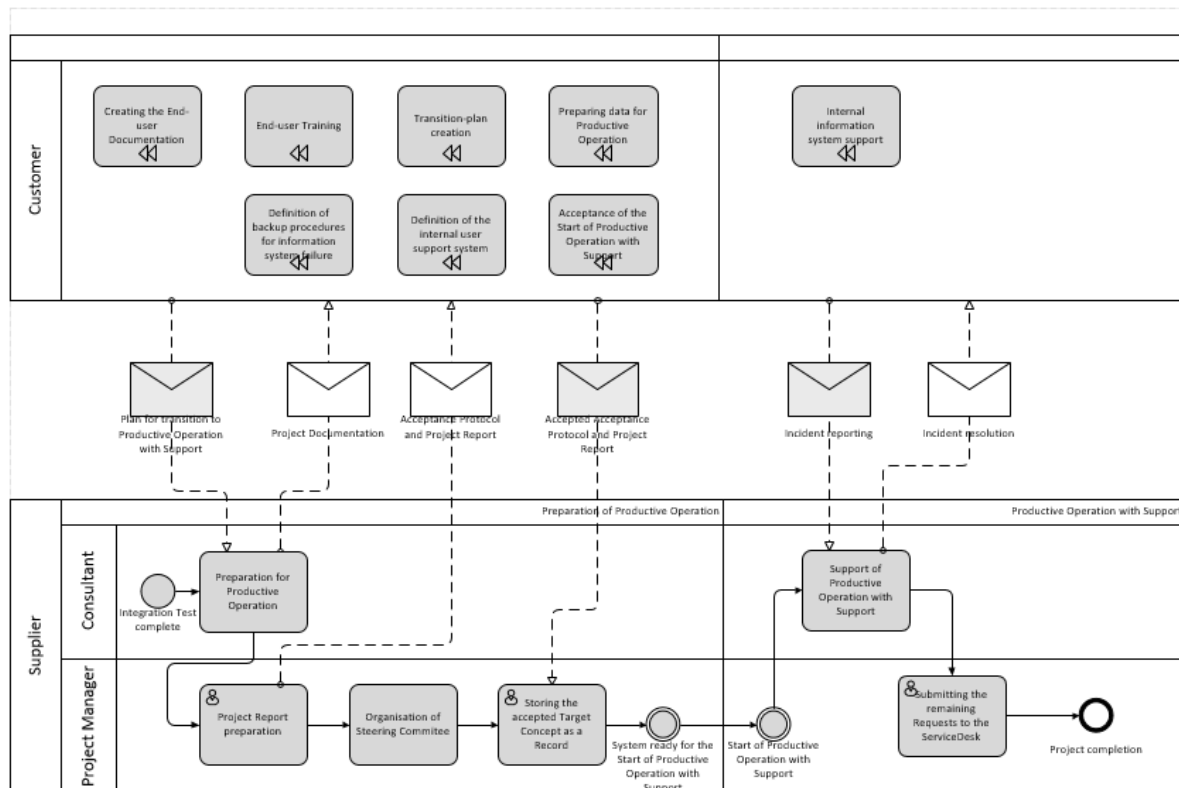 Customer
Creating the End-
user
Documentation
End-user Training
Transition-plan
creation
Preparing data for
Productive
Operation
Internal
information
system support
Definition of
backup procedures
for information
system failure
Definition of the
internal user
support system
Acceptance of the
Start of Productive
Operation with
Support
Plan for transition to
Productive Operation
with Support
Project Documentation
Acceptance Protocol
and Project Report
Accepted Acceptance
Protocol and Project
Report
Incident reporting
Incident resolution
Supplier
Preparation of Productive Operation
Productive Operation with Support
Consultant
Integration Test
complete
Preparation for
Productive
Operation
Support of
Productive
Operation with
Support
Project Manager
Project Report
preparation
Organisation of
Steering Commitee
Storing the
accepted Target
Concept as a
Record
System ready for the
Start of Productive
Operation with
Support
Start of Productive
Operation with
Support
Submitting the
remaining
Requests to the
ServiceDesk
Project completion